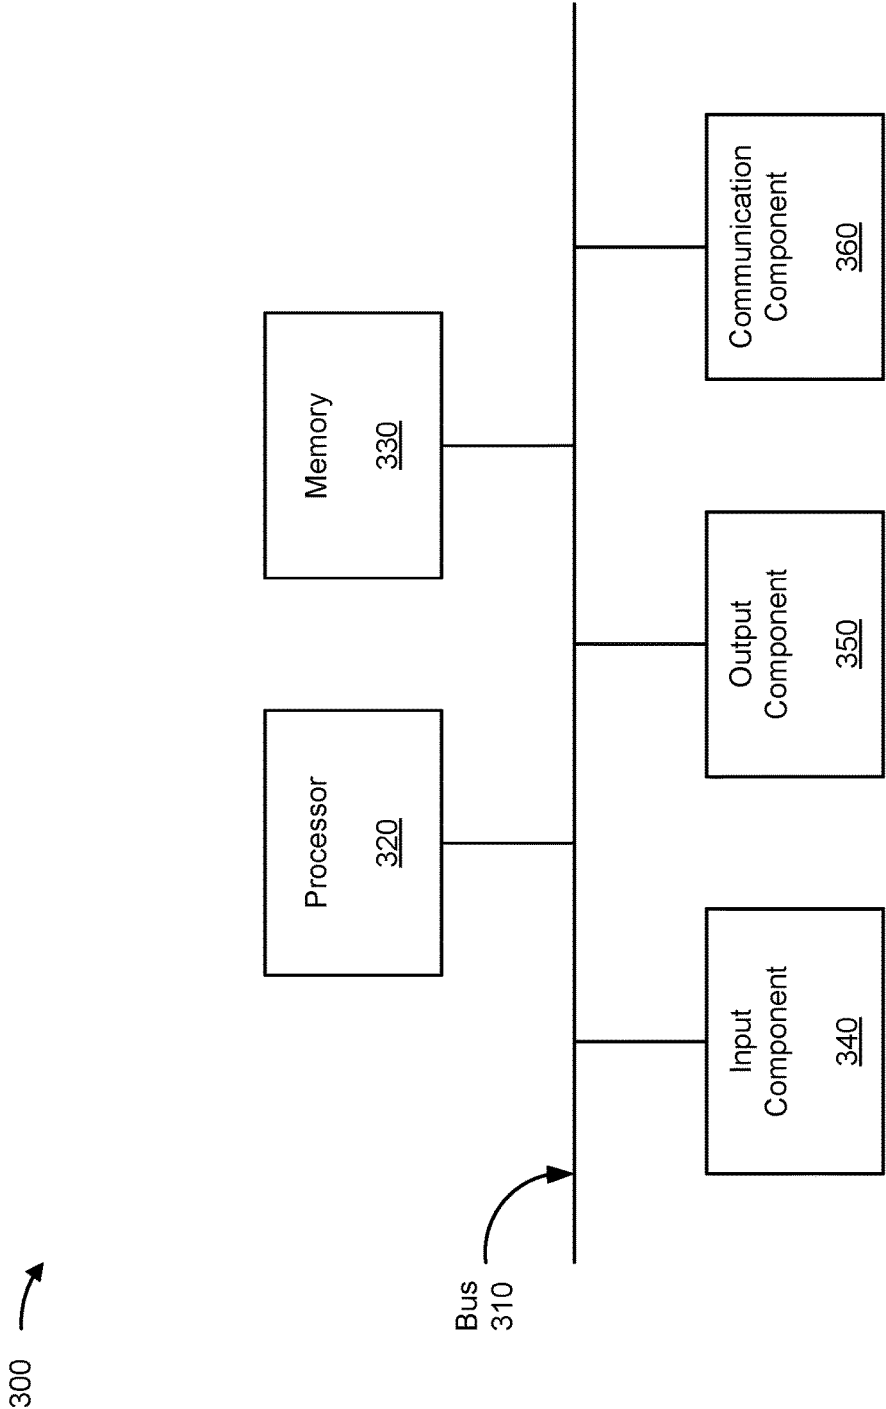 300
Bus
310
Processor
320
Memory
330
Input
Component
340
Output
Component
350
Communication
Component
360